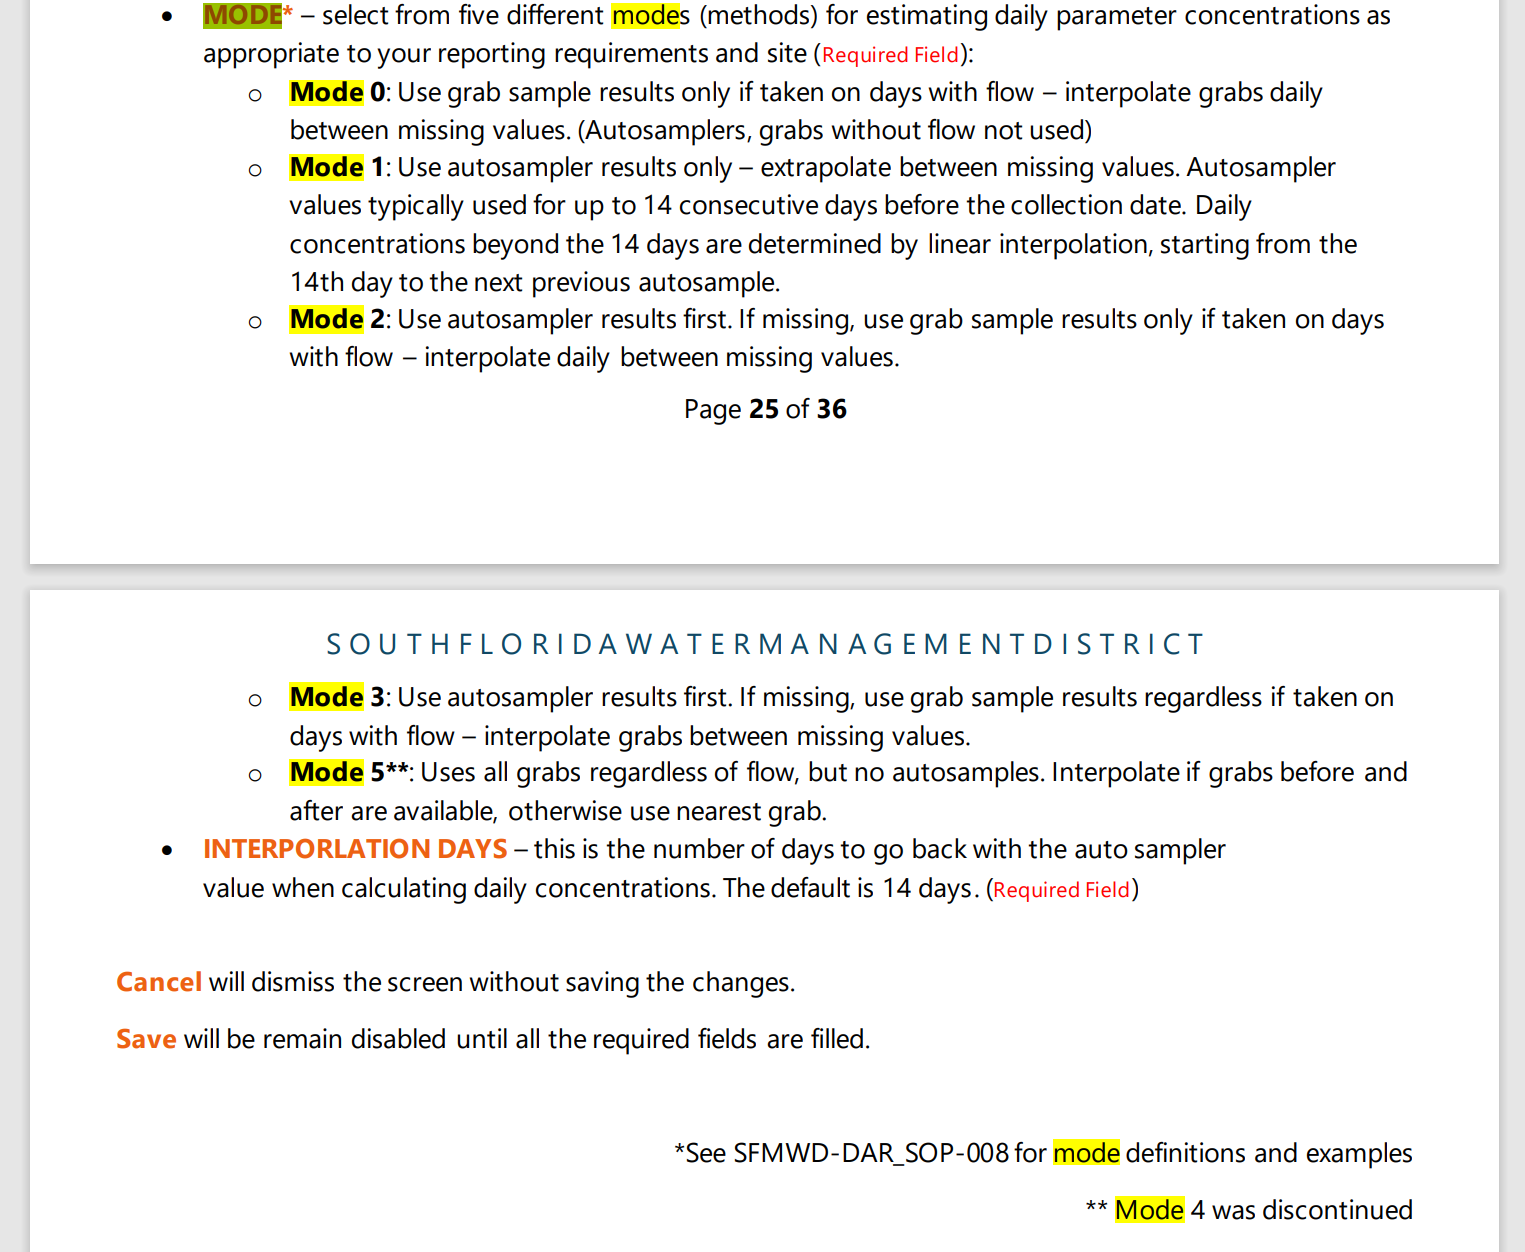 • MODE* – select from five different modes (methods) for estimating daily parameter concentrations as
appropriate to your reporting requirements and site (Required Field):
o Mode 0: Use grab sample results only if taken on days with flow – interpolate grabs daily
between missing values. (Autosamplers, grabs without flow not used)
o Mode 1: Use autosampler results only – extrapolate between missing values. Autosampler
values typically used for up to 14 consecutive days before the collection date. Daily
concentrations beyond the 14 days are determined by linear interpolation, starting from the
14th day to the next previous autosample.
o Mode 2: Use autosampler results first. If missing, use grab sample results only if taken on days
with flow – interpolate daily between missing values.
Page 25 of 36
S O U T H F L O R I D A W A T E R M A N A G E M E N T D I S T R I C T
o Mode 3: Use autosampler results first. If missing, use grab sample results regardless if taken on
days with flow – interpolate grabs between missing values.
o Mode 5**: Uses all grabs regardless of flow, but no autosamples. Interpolate if grabs before and
after are available, otherwise use nearest grab.
• INTERPORLATION DAYS – this is the number of days to go back with the auto sampler
value when calculating daily concentrations. The default is 14 days. (Required Field)
Cancel will dismiss the screen without saving the changes.
Save will be remain disabled until all the required fields are filled.
*See SFMWD-DAR_SOP-008 for mode definitions and examples
** Mode 4 was discontinued